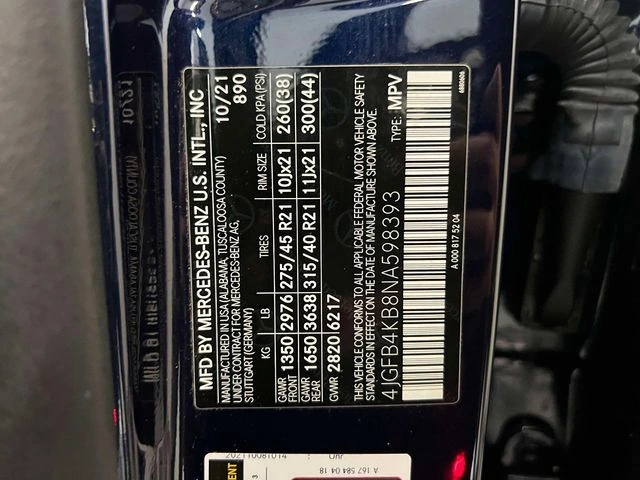 MFD BY MERCEDES-BENZ U.S. INTL., INC 10/21
MANUFACTURED IN USA (ALABAMA, TUSCALOOSA COUNTY) 890
UNDER CONTRACT FOR MERCEDES-BENZ AG,
STUTTGART (GERMANY)
KG LB TIRES RIM SIZE COLD KPA(PSI)
GAWR FRONT 1350 2976 275/45 R21 10Jx21 260(38)
GAWR REAR 1650 3638 315/40 R21 11Jx21 300(44)
GVWR 2820 6217
THIS VEHICLE CONFORMS TO ALL APPLICABLE FEDERAL MOTOR VEHICLE SAFETY
STANDARDS IN EFFECT ON THE DATE OF MANUFACTURE SHOWN ABOVE.
4JGFB4KB8NA598393 TYPE: MPV
A 000 817 52 04
202110081014 Uhr
A 167 584 04 18